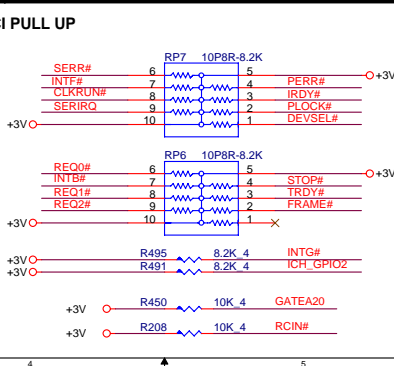 CI PULL UP
RP7 10P8R-8.2K
SERR# 6 5 +3V
INTF# 7 4 PERR#
CLKRUN# 8 3 IRDY#
SERIRQ 9 2 PLOCK#
+3V 10 1 DEVSEL#
RP6 10P8R-8.2K
REQ0# 6 5 +3V
INTB# 7 4 STOP#
REQ1# 8 3 TRDY#
REQ2# 9 2 FRAME#
+3V 10 1
+3V R495 8.2K_4 INTG#
+3V R491 8.2K_4 ICH_GPIO2
+3V R450 10K_4 GATEA20
+3V R208 10K_4 RCIN#
4 5